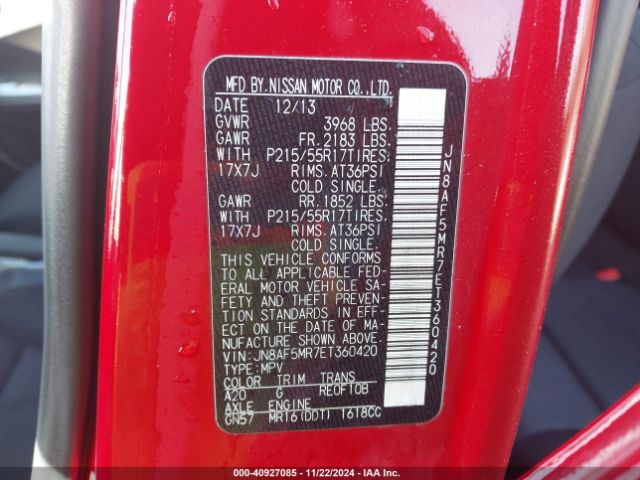 MFD BY.NISSAN MOTOR CO.,LTD.
DATE 12/13
GVWR 3968 LBS.
GAWR FR. 2183 LBS.
WITH P215/55R17TIRES.
17X7J RIMS. AT36PSI
COLD SINGLE.
GAWR RR. 1852 LBS.
WITH P215/55R17TIRES.
17X7J RIMS. AT36PSI
COLD SINGLE.
THIS VEHICLE CONFORMS
TO ALL APPLICABLE FED-
ERAL MOTOR VEHICLE SA-
FETY AND THEFT PREVEN-
TION STANDARDS IN EFF-
ECT ON THE DATE OF MA-
NUFACTURE SHOWN ABOVE.
VIN: JN8AF5MR7ET360420
TYPE: MPV
COLOR TRIM TRANS
A20 G RE0F10B
AXLE ENGINE
GN57 MR16(DDT) 1618CC
JN8AF5MR7ET360420
000-40927085 - 11/22/2024 - IAAI.COM